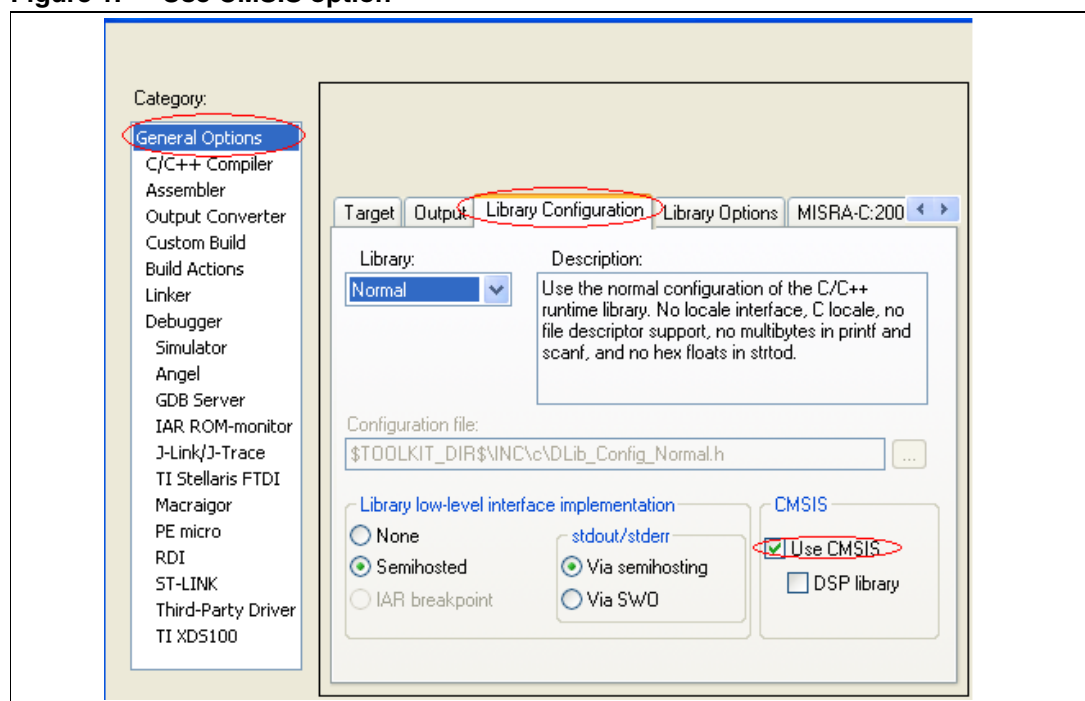 Category:
General Options
C/C++ Compiler
Assembler
Output Converter
Custom Build
Build Actions
Linker
Debugger
Simulator
Angel
GDB Server
IAR ROM-monitor
J-Link/J-Trace
TI Stellaris FTDI
Macraigor
PE micro
RDI
ST-LINK
Third-Party Driver
TI XDS100
Target Output Library Configuration Library Options MISRA-C:200
Library:
Normal
Description:
Use the normal configuration of the C/C++
runtime library. No locale interface, C locale, no
file descriptor support, no multibytes in printf and
scanf, and no hex floats in strtod.
Configuration file:
$TOOLKIT_DIR$\INC\c\DLib_Config_Normal.h
...
Library low-level interface implementation
None
Semihosted
IAR breakpoint
stdout/stderr
Via semihosting
Via SWO
CMSIS
Use CMSIS
DSP library